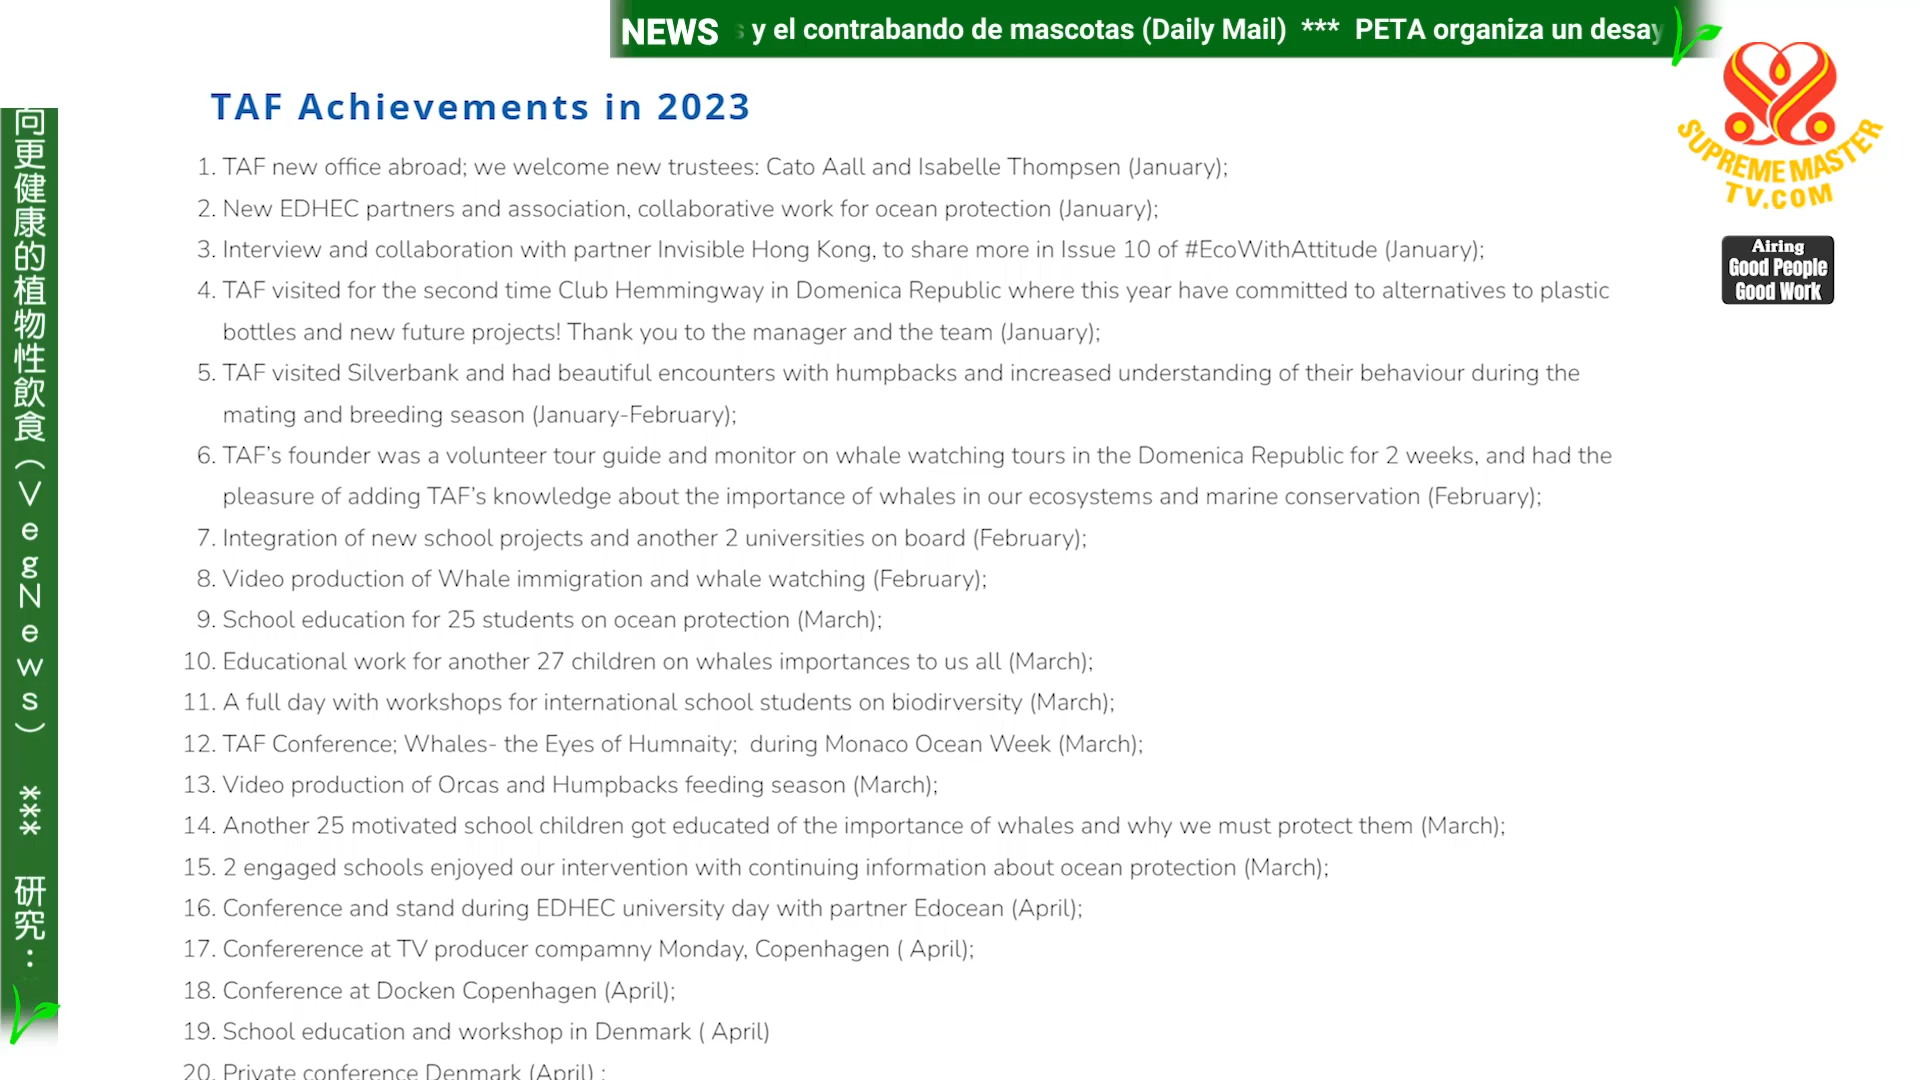 NEWS y el contrabando de mascotas (Daily Mail) *** PETA organiza un desay
TAF Achievements in 2023
1. TAF new office abroad; we welcome new trustees: Cato Aall and Isabelle Thompsen (January);
2. New EDHEC partners and association, collaborative work for ocean protection (January);
3. Interview and collaboration with partner Invisible Hong Kong, to share more in Issue 10 of #EcoWithAttitude (January);
4. TAF visited for the second time Club Hemmingway in Domenica Republic where this year have committed to alternatives to plastic
bottles and new future projects! Thank you to the manager and the team (January);
5. TAF visited Silverbank and had beautiful encounters with humpbacks and increased understanding of their behaviour during the
mating and breeding season (January-February);
6. TAF's founder was a volunteer tour guide and monitor on whale watching tours in the Domenica Republic for 2 weeks, and had the
pleasure of adding TAF's knowledge about the importance of whales in our ecosystems and marine conservation (February);
7. Integration of new school projects and another 2 universities on board (February);
8. Video production of Whale immigration and whale watching (February);
9. School education for 25 students on ocean protection (March);
10. Educational work for another 27 children on whales importances to us all (March);
11. A full day with workshops for international school students on biodirversity (March);
12. TAF Conference; Whales- the Eyes of Humnaity;  during Monaco Ocean Week (March);
13. Video production of Orcas and Humpbacks feeding season (March);
14. Another 25 motivated school children got educated of the importance of whales and why we must protect them (March);
15. 2 engaged schools enjoyed our intervention with continuing information about ocean protection (March);
16. Conference and stand during EDHEC university day with partner Edocean (April);
17. Confererence at TV producer compamny Monday, Copenhagen ( April);
18. Conference at Docken Copenhagen (April);
19. School education and workshop in Denmark ( April)
20. Private conference Denmark (April) ;
向更健康的植物性飲食（VegNews） *** 研究：
SUPREME MASTER
TV.COM
Airing
Good People
Good Work